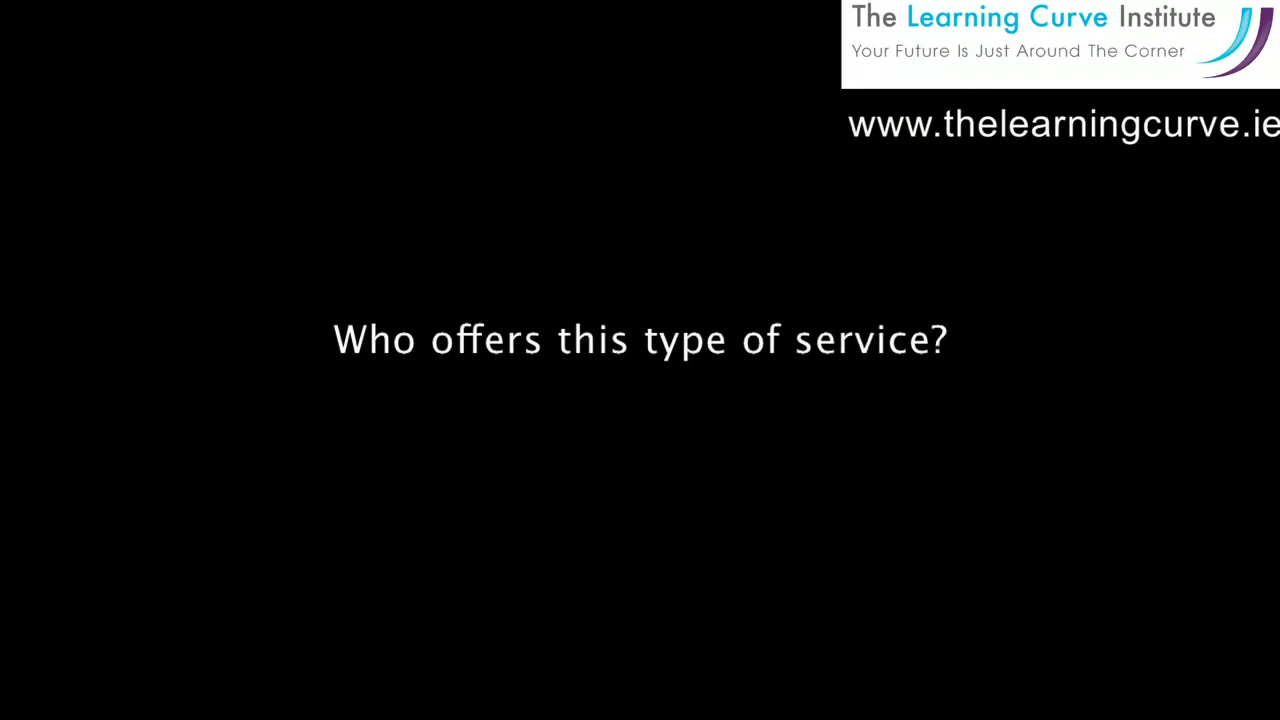 The Learning Curve Institute
Your Future Is Just Around The Corner
www.thelearningcurve.ie
Who offers this type of service?